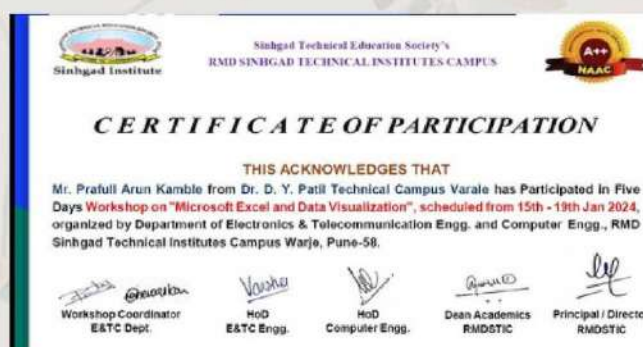 Sinhgad Institute
Sinhgad Technical Education Society's
RMD SINHGAD TECHNICAL INSTITUTES CAMPUS
A++
NAAC
CERTIFICATE OF PARTICIPATION
THIS ACKNOWLEDGES THAT
Mr. Prafull Arun Kamble from Dr. D. Y. Patil Technical Campus Varale has Participated in Five
Days Workshop on "Microsoft Excel and Data Visualization", scheduled from 15th - 19th Jan 2024,
organized by Department of Electronics & Telecommunication Engg. and Computer Engg., RMD
Sinhgad Technical Institutes Campus Warje, Pune-58.
Workshop Coordinator
E&TC Dept.
HoD
E&TC Engg.
HoD
Computer Engg.
Dean Academics
RMDSTIC
Principal / Directo
RMDSTIC